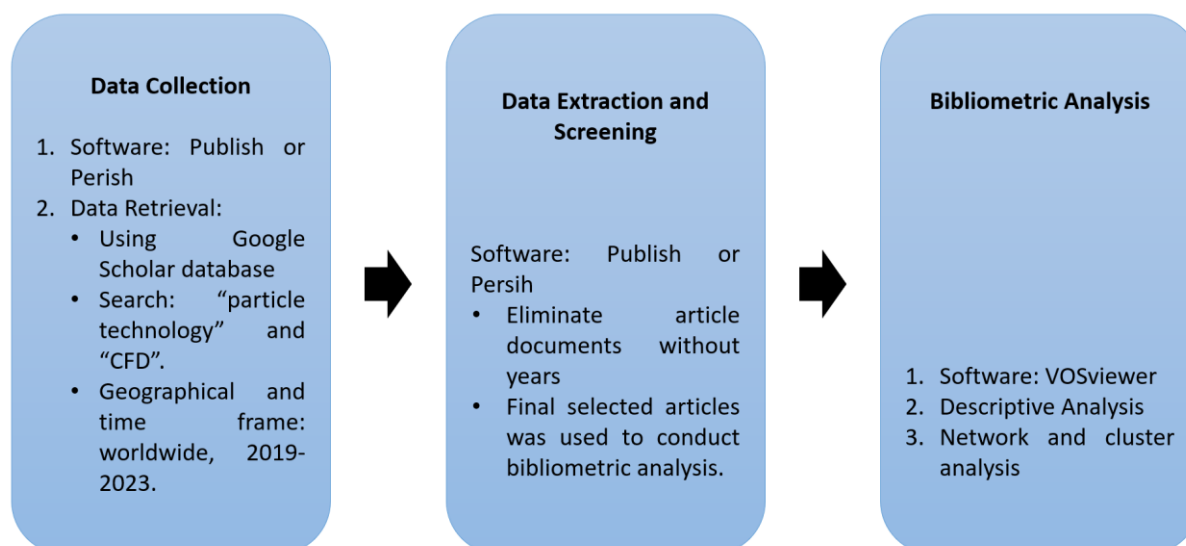 Data Collection
1. Software: Publish or
Perish
2. Data Retrieval:
• Using Google
Scholar database
• Search: “particle
technology” and
“CFD”.
• Geographical and
time frame:
worldwide, 2019-
2023.
Data Extraction and
Screening
Software: Publish or
Persih
• Eliminate article
documents without
years
• Final selected articles
was used to conduct
bibliometric analysis.
Bibliometric Analysis
1. Software: VOSviewer
2. Descriptive Analysis
3. Network and cluster
analysis